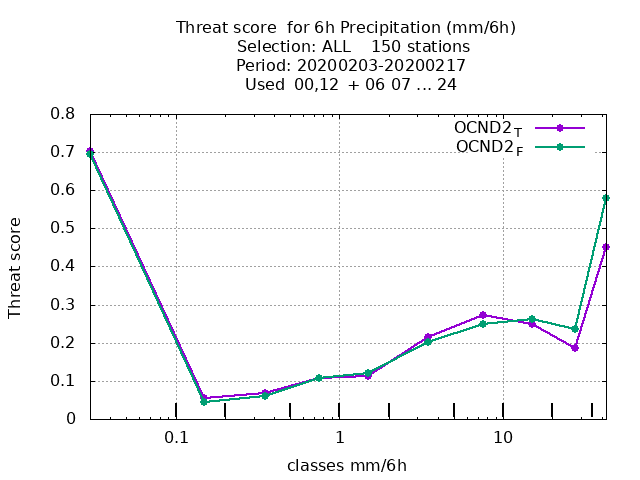 Threat score  for 6h Precipitation (mm/6h)
Selection: ALL    150 stations
Period: 20200203-20200217
Used  00,12  + 06 07 ... 24
OCND2_T
OCND2_F
0.8
0.7
0.6
0.5
0.4
0.3
0.2
0.1
0
Threat score
0.1 1 10
classes mm/6h